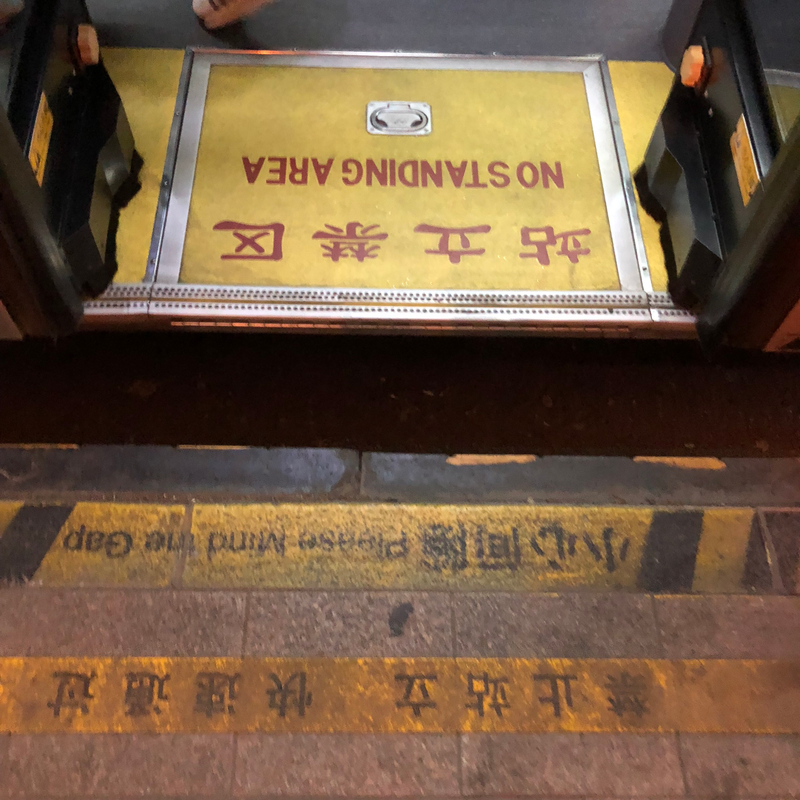 禁止站立 快速通过
小心间隙 Please Mind the Gap
站立禁区
NO STANDING AREA